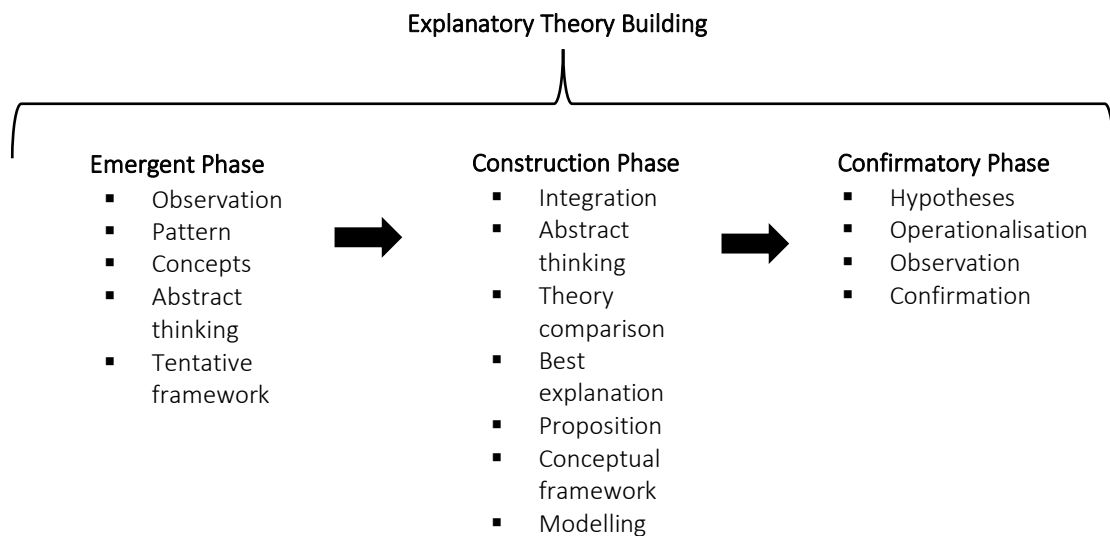 Explanatory Theory Building
Emergent Phase
▪ Observation
▪ Pattern
▪ Concepts
▪ Abstract
thinking
▪ Tentative
framework
Construction Phase
▪ Integration
▪ Abstract
thinking
▪ Theory
comparison
▪ Best
explanation
▪ Proposition
▪ Conceptual
framework
▪ Modelling
Confirmatory Phase
▪ Hypotheses
▪ Operationalisation
▪ Observation
▪ Confirmation